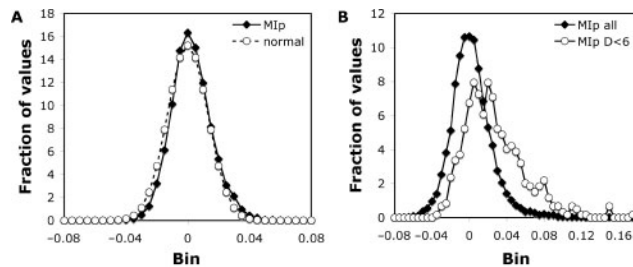 A
MIp
normal
Fraction of values
18
16
14
12
10
8
6
4
2
0
−0.08 −0.04 0 0.04 0.08
Bin
B
MIp all
MIp D<6
Fraction of values
12
10
8
6
4
2
0
−0.08 −0.04 0 0.04 0.08 0.12 0.16
Bin